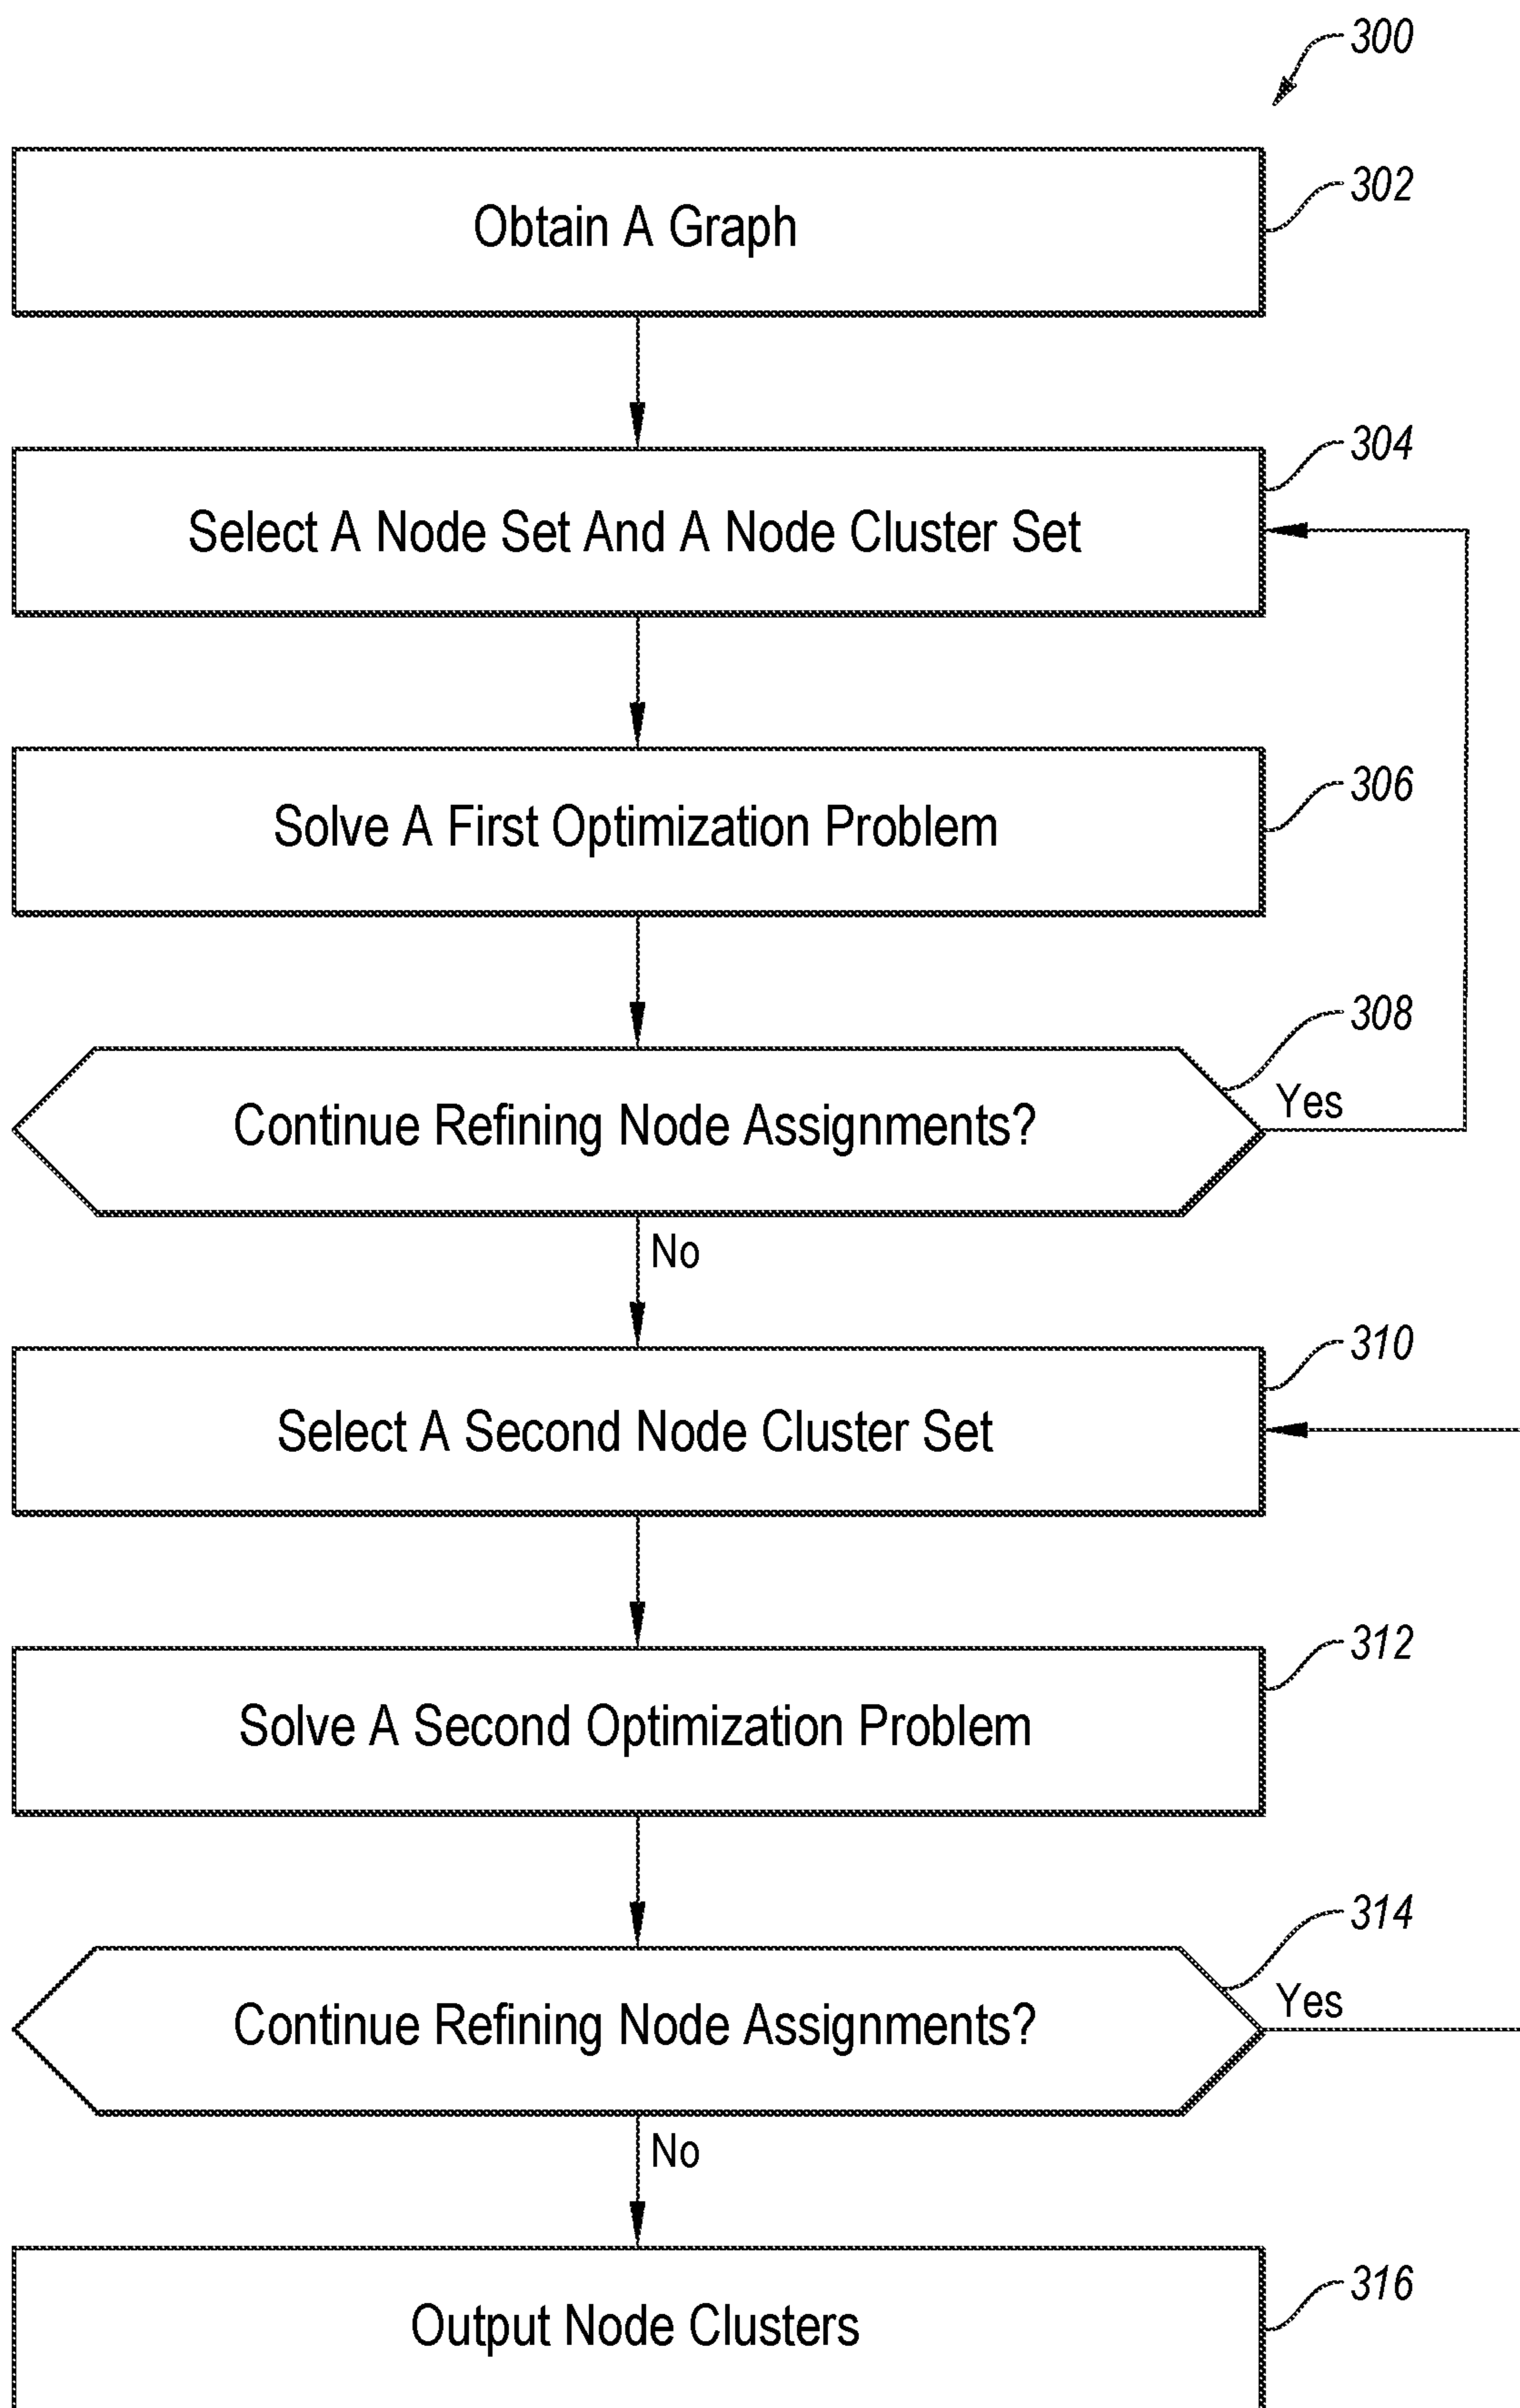 300
302
Obtain A Graph
304
Select A Node Set And A Node Cluster Set
306
Solve A First Optimization Problem
308
Continue Refining Node Assignments?
Yes
No
310
Select A Second Node Cluster Set
312
Solve A Second Optimization Problem
314
Continue Refining Node Assignments?
Yes
No
316
Output Node Clusters